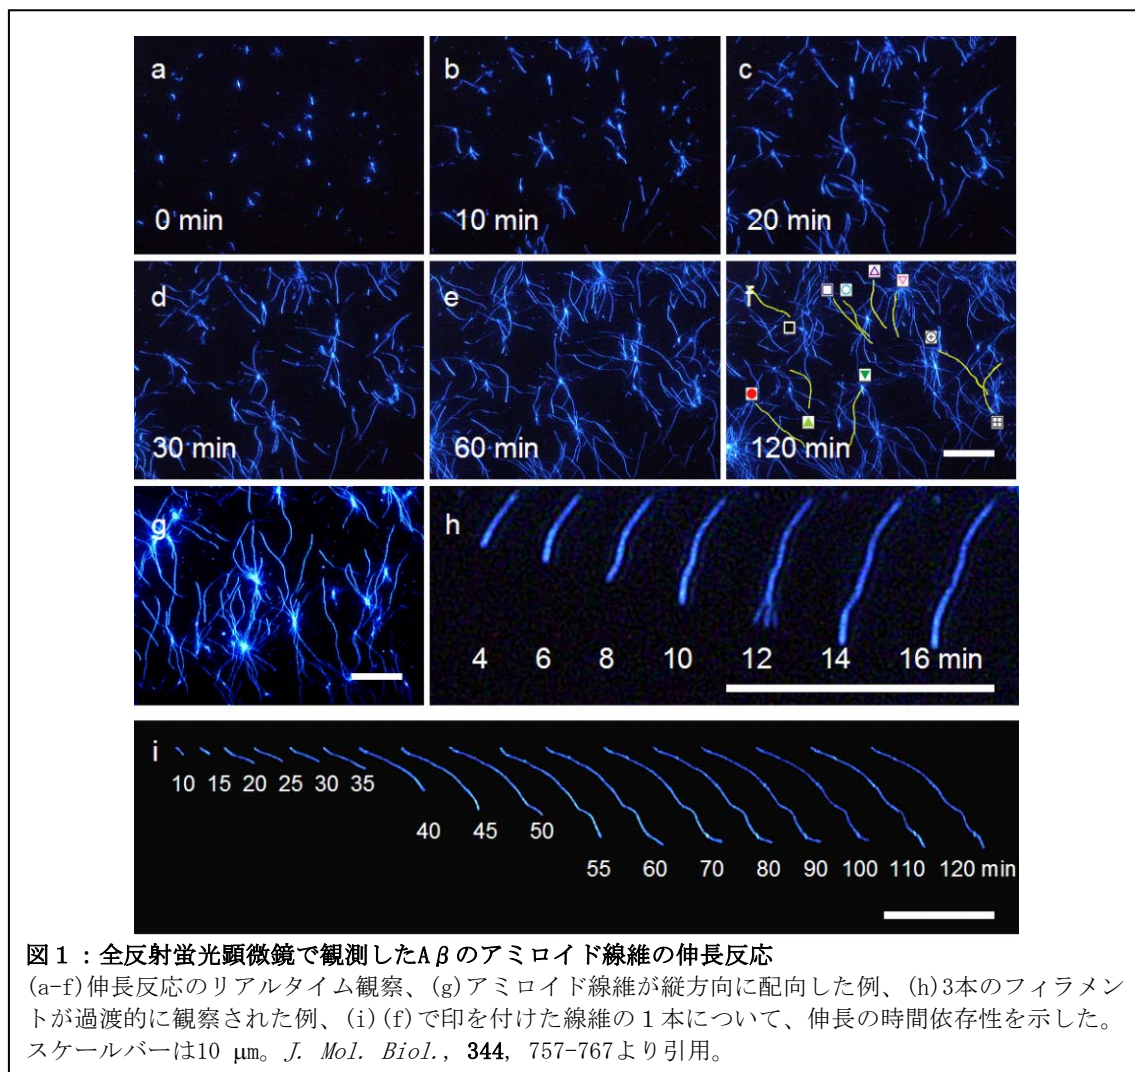 a
b
c
0 min
10 min
20 min
d
e
f
30 min
60 min
120 min
g
h
4 6 8 10 12 14 16 min
i
10 15 20 25 30 35
40 45 50
55 60 70 80 90 100 110 120 min
図1：全反射蛍光顕微鏡で観測したAβのアミロイド線維の伸長反応
(a-f)伸長反応のリアルタイム観察、(g)アミロイド線維が縦方向に配向した例、(h)3本のフィラメン
トが過渡的に観察された例、(i)(f)で印を付けた線維の１本について、伸長の時間依存性を示した。
スケールバーは10 μm。J. Mol. Biol., 344, 757-767より引用。